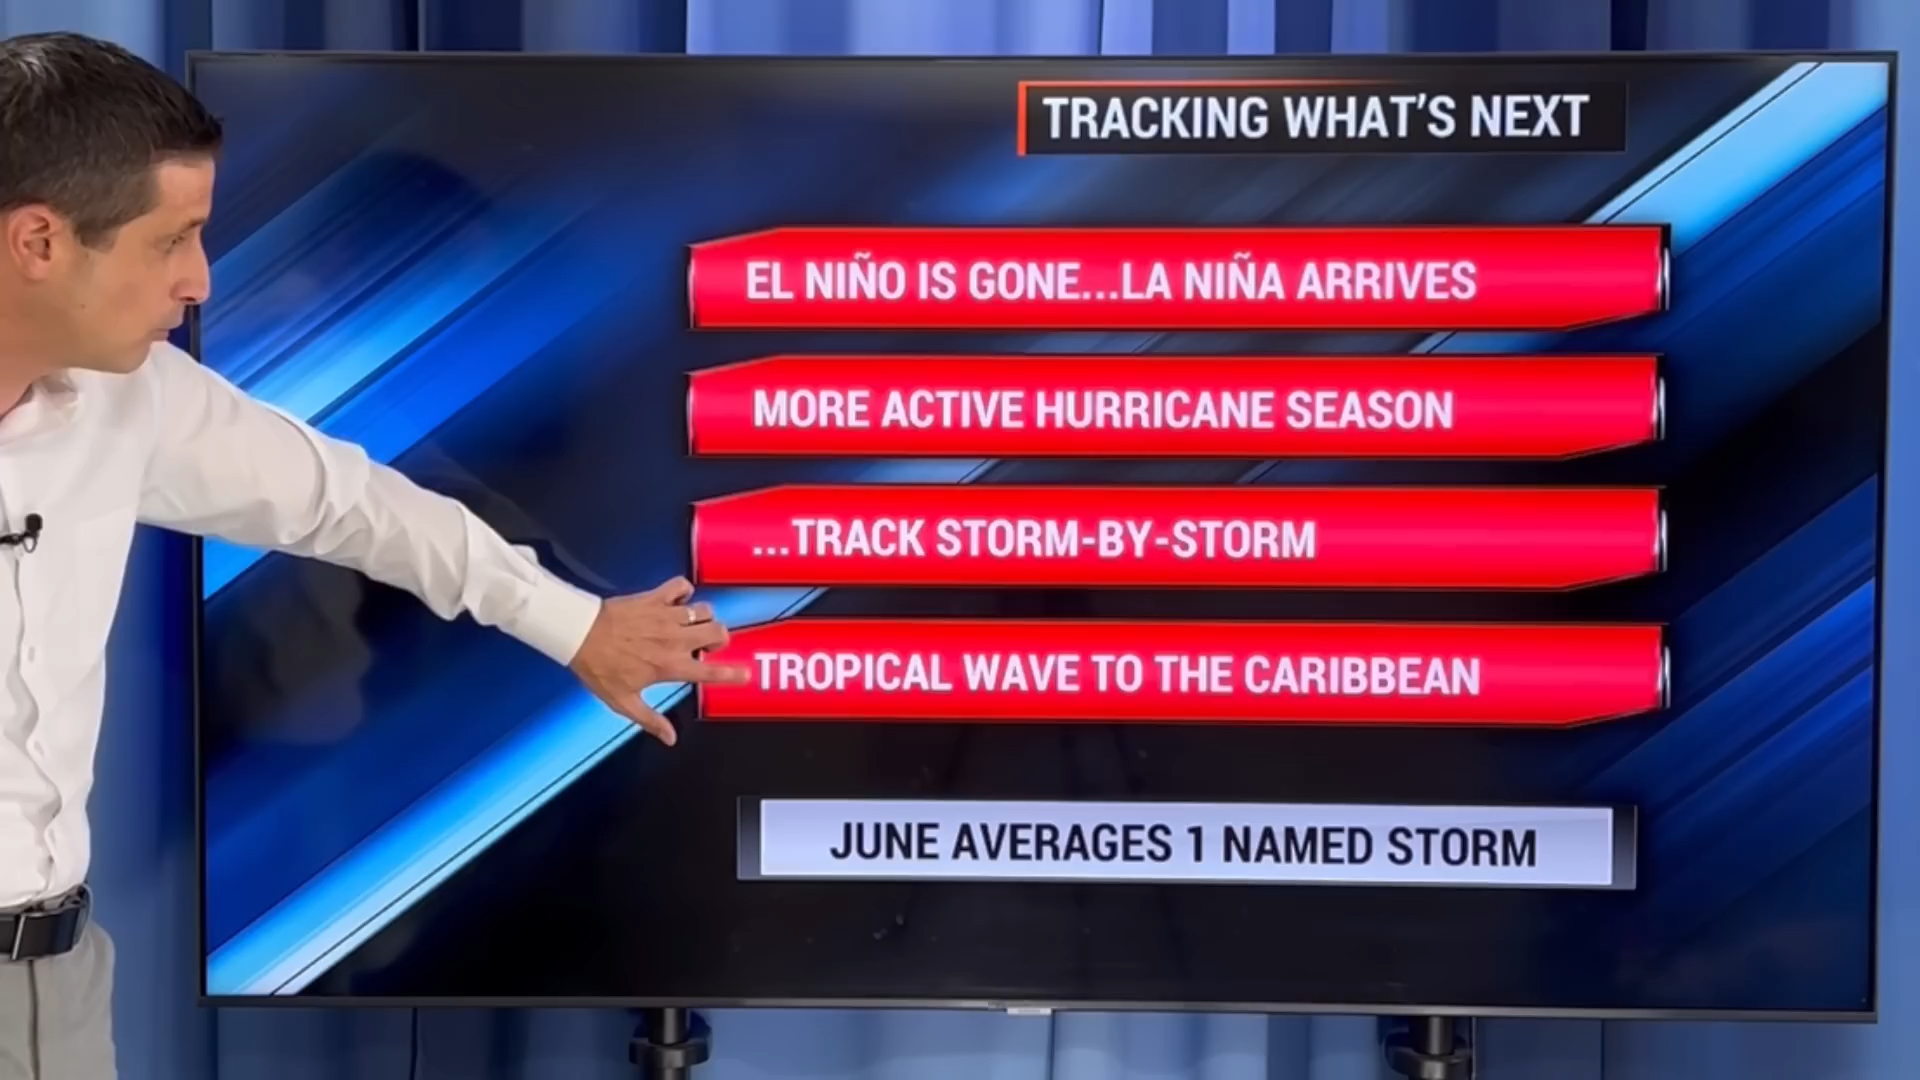 TRACKING WHAT'S NEXT
EL NIÑO IS GONE...LA NIÑA ARRIVES
MORE ACTIVE HURRICANE SEASON
...TRACK STORM-BY-STORM
TROPICAL WAVE TO THE CARIBBEAN
JUNE AVERAGES 1 NAMED STORM